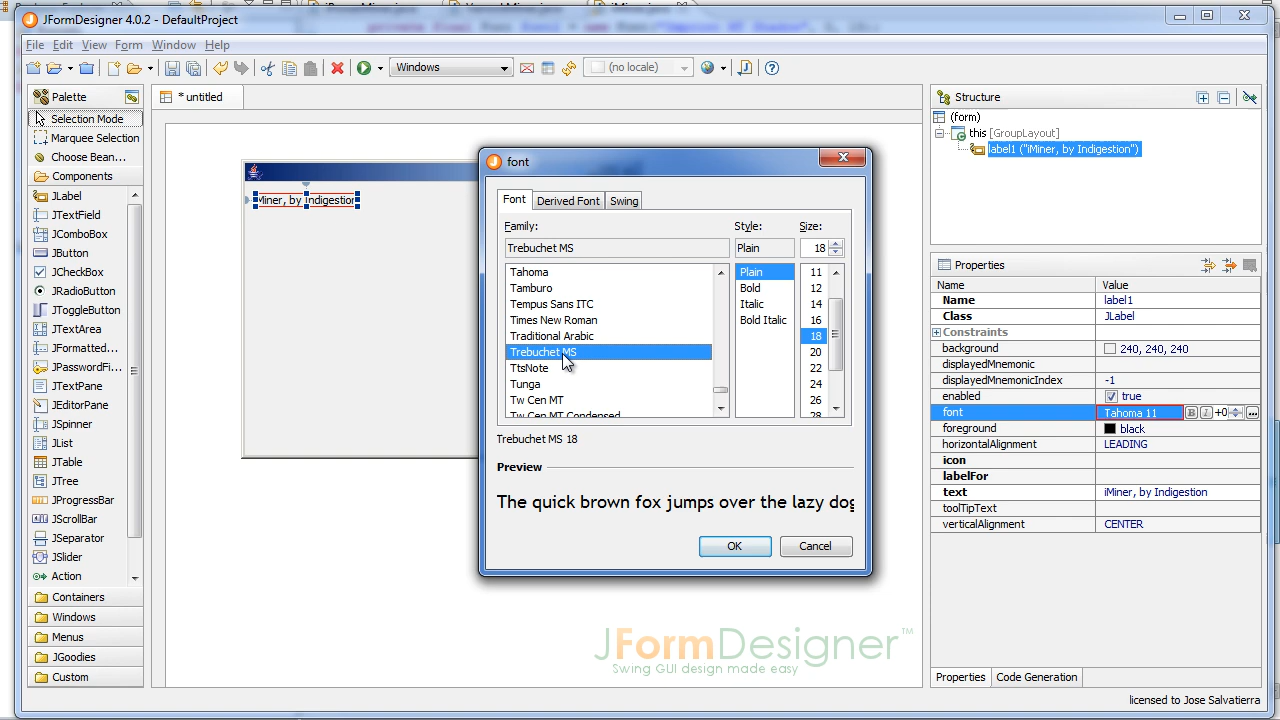 JFormDesigner 4.0.2 - DefaultProject
File Edit View Form Window Help
Windows
(no locale)
Palette
Selection Mode
Marquee Selection
Choose Bean...
Components
JLabel
JTextField
JComboBox
JButton
JCheckBox
JRadioButton
JToggleButton
JTextArea
JFormatted...
JPasswordFi...
JTextPane
JEditorPane
JSpinner
JList
JTable
JTree
JProgressBar
JScrollBar
JSeparator
JSlider
Action
Containers
Windows
Menus
JGoodies
Custom
* untitled
Miner, by Indigestion
font
Font Derived Font Swing
Family: Style: Size:
Trebuchet MS Plain 18
Tahoma
Tamburo
Tempus Sans ITC
Times New Roman
Traditional Arabic
Trebuchet MS
TtsNote
Tunga
Tw Cen MT
Tw Cen MT Condensed
Plain
Bold
Italic
Bold Italic
11
12
14
16
18
20
22
24
26
28
Trebuchet MS 18
Preview
The quick brown fox jumps over the lazy dog
OK Cancel
JFormDesigner™
Swing GUI design made easy
Structure
(form)
this [GroupLayout]
label1 ("iMiner, by Indigestion")
Properties
Name Value
Name label1
Class JLabel
Constraints
background 240, 240, 240
displayedMnemonic
displayedMnemonicIndex -1
enabled true
font Tahoma 11 B I +0 ...
foreground black
horizontalAlignment LEADING
icon
labelFor
text iMiner, by Indigestion
toolTipText
verticalAlignment CENTER
Properties Code Generation
licensed to Jose Salvatierra